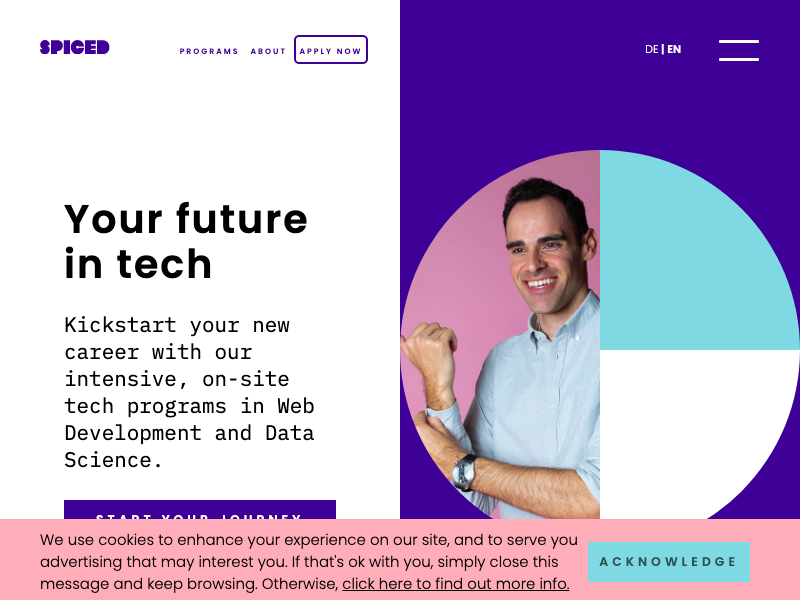 SPICED
PROGRAMS ABOUT APPLY NOW
DE | EN
Your future
in tech
Kickstart your new
career with our
intensive, on-site
tech programs in Web
Development and Data
Science.
START YOUR JOURNEY
We use cookies to enhance your experience on our site, and to serve you
advertising that may interest you. If that's ok with you, simply close this
message and keep browsing. Otherwise, click here to find out more info.
ACKNOWLEDGE